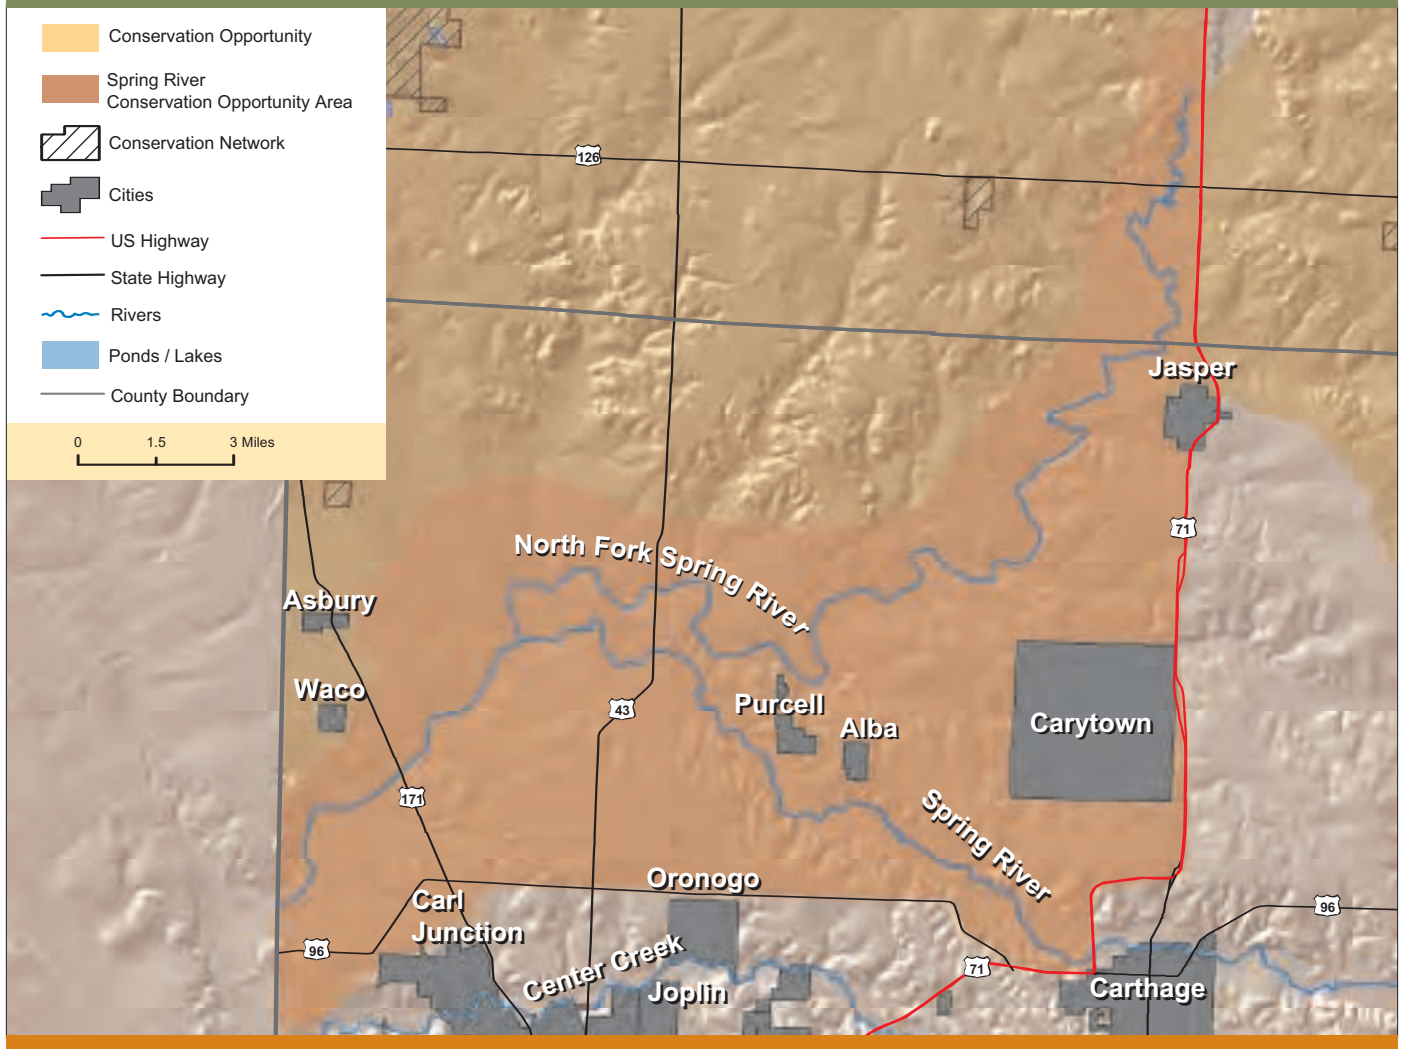 Conservation Opportunity
Spring River
Conservation Opportunity Area
Conservation Network
Cities
US Highway
State Highway
Rivers
Ponds / Lakes
County Boundary
0 1.5 3 Miles
126
Jasper
71
North Fork Spring River
Asbury
Waco
43
Purcell
Alba
Carytown
171
Spring River
Oronogo
Carl
Junction
96
96
Center Creek
Joplin
71
Carthage